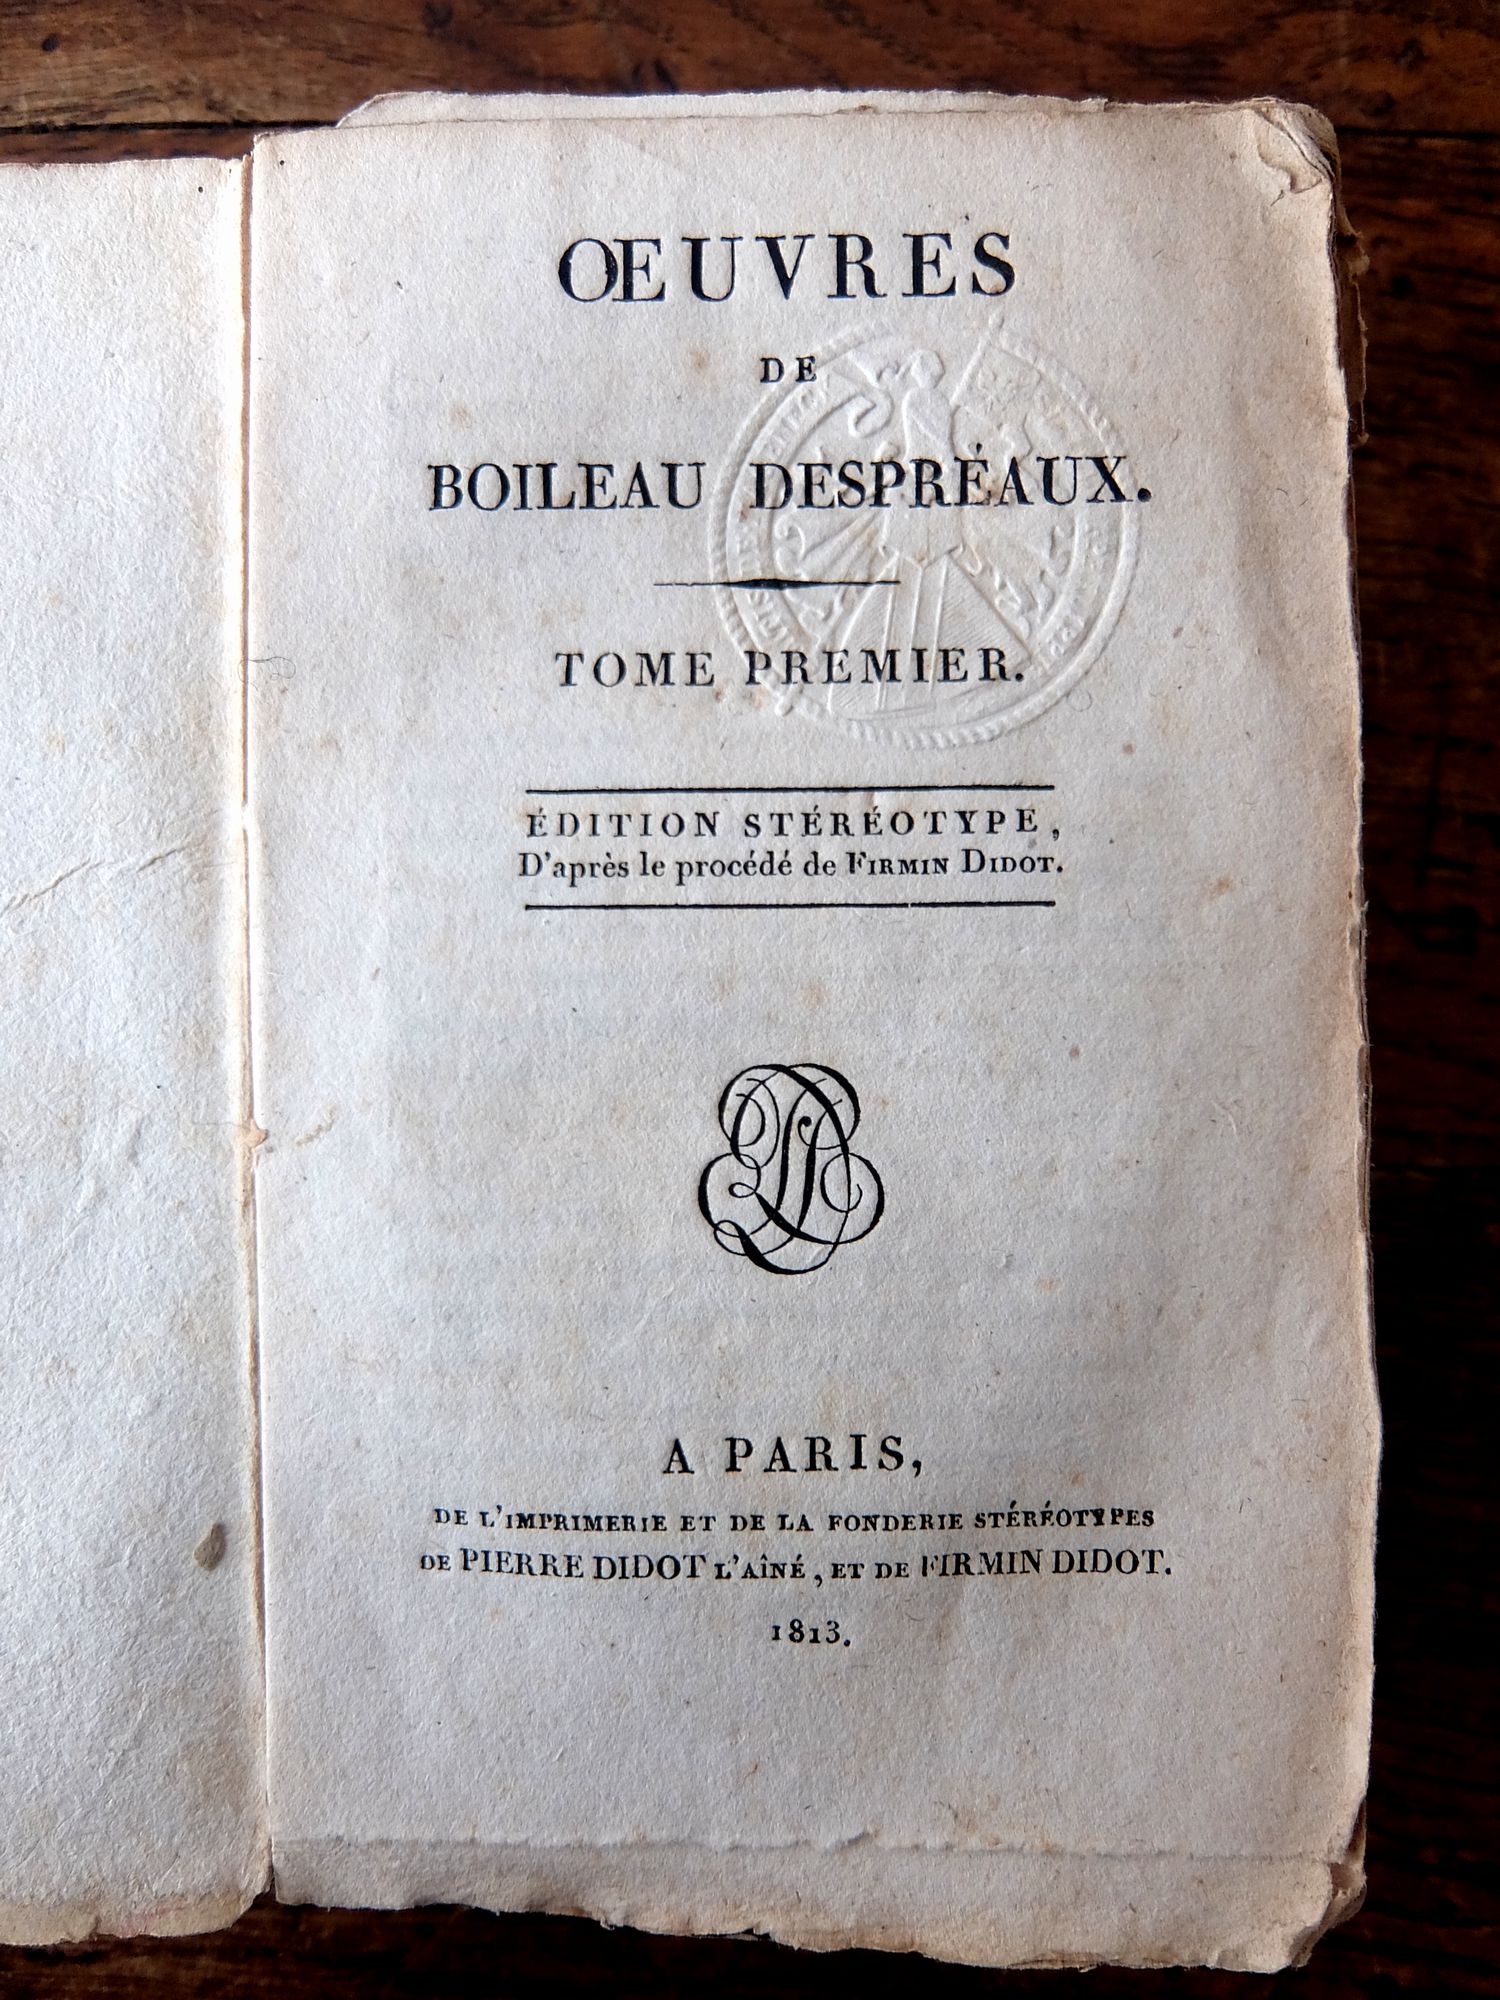 ŒUVRES
DE
BOILEAU DESPRÉAUX.
TOME PREMIER.
ÉDITION STÉRÉOTYPE,
D'après le procédé de FIRMIN DIDOT.
A PARIS,
DE L'IMPRIMERIE ET DE LA FONDERIE STÉRÉOTYPES
DE PIERRE DIDOT L'AÎNÉ, ET DE FIRMIN DIDOT.
1813.